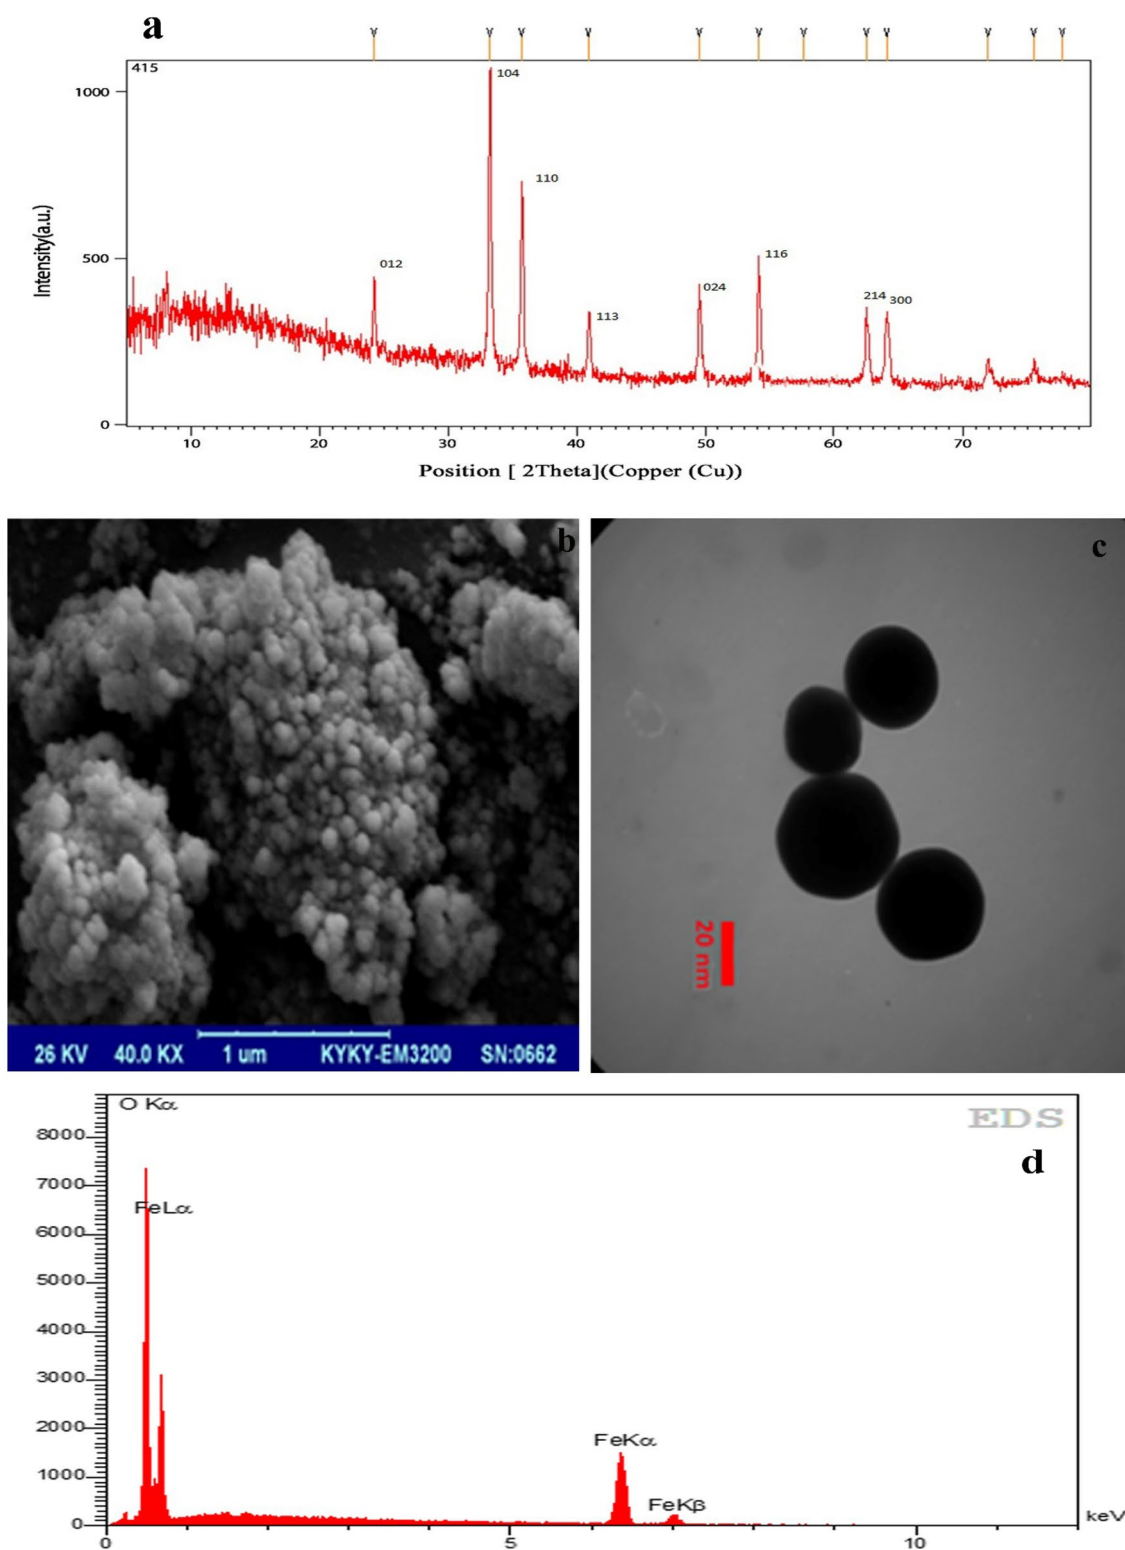 a
v v v v v v v v v v v v
415
1000
500
0
104
110
012
113
024
116
214
300
Intensity(a.u.)
10 20 30 40 50 60 70
Position [ 2Theta](Copper (Cu))
b
26 KV 40.0 KX 1 um KYKY-EM3200 SN:0662
c
20 nm
O Kα
EDS
d
8000
7000
FeLα
6000
5000
4000
3000
2000
1000
0
FeKα
FeKβ
keV
0 5 10